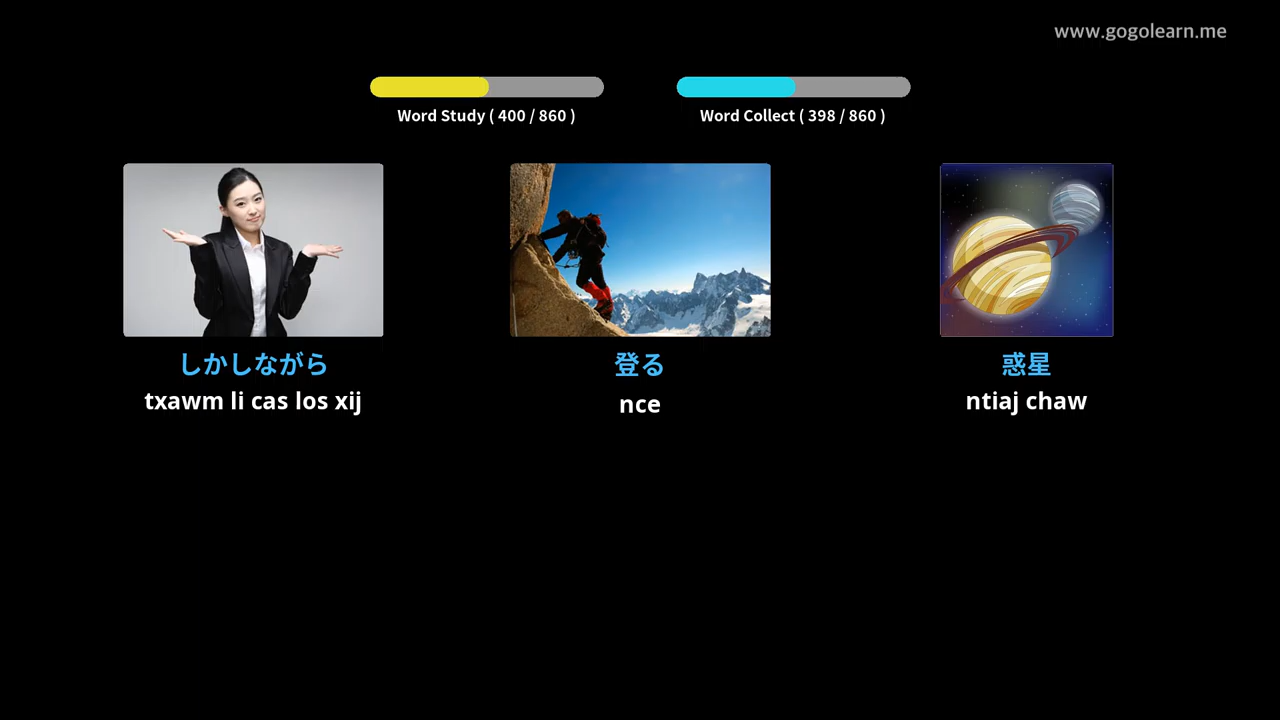 www.gogolearn.me
Word Study ( 400 / 860 )
Word Collect ( 398 / 860 )
しかしながら
txawm li cas los xij
登る
nce
惑星
ntiaj chaw